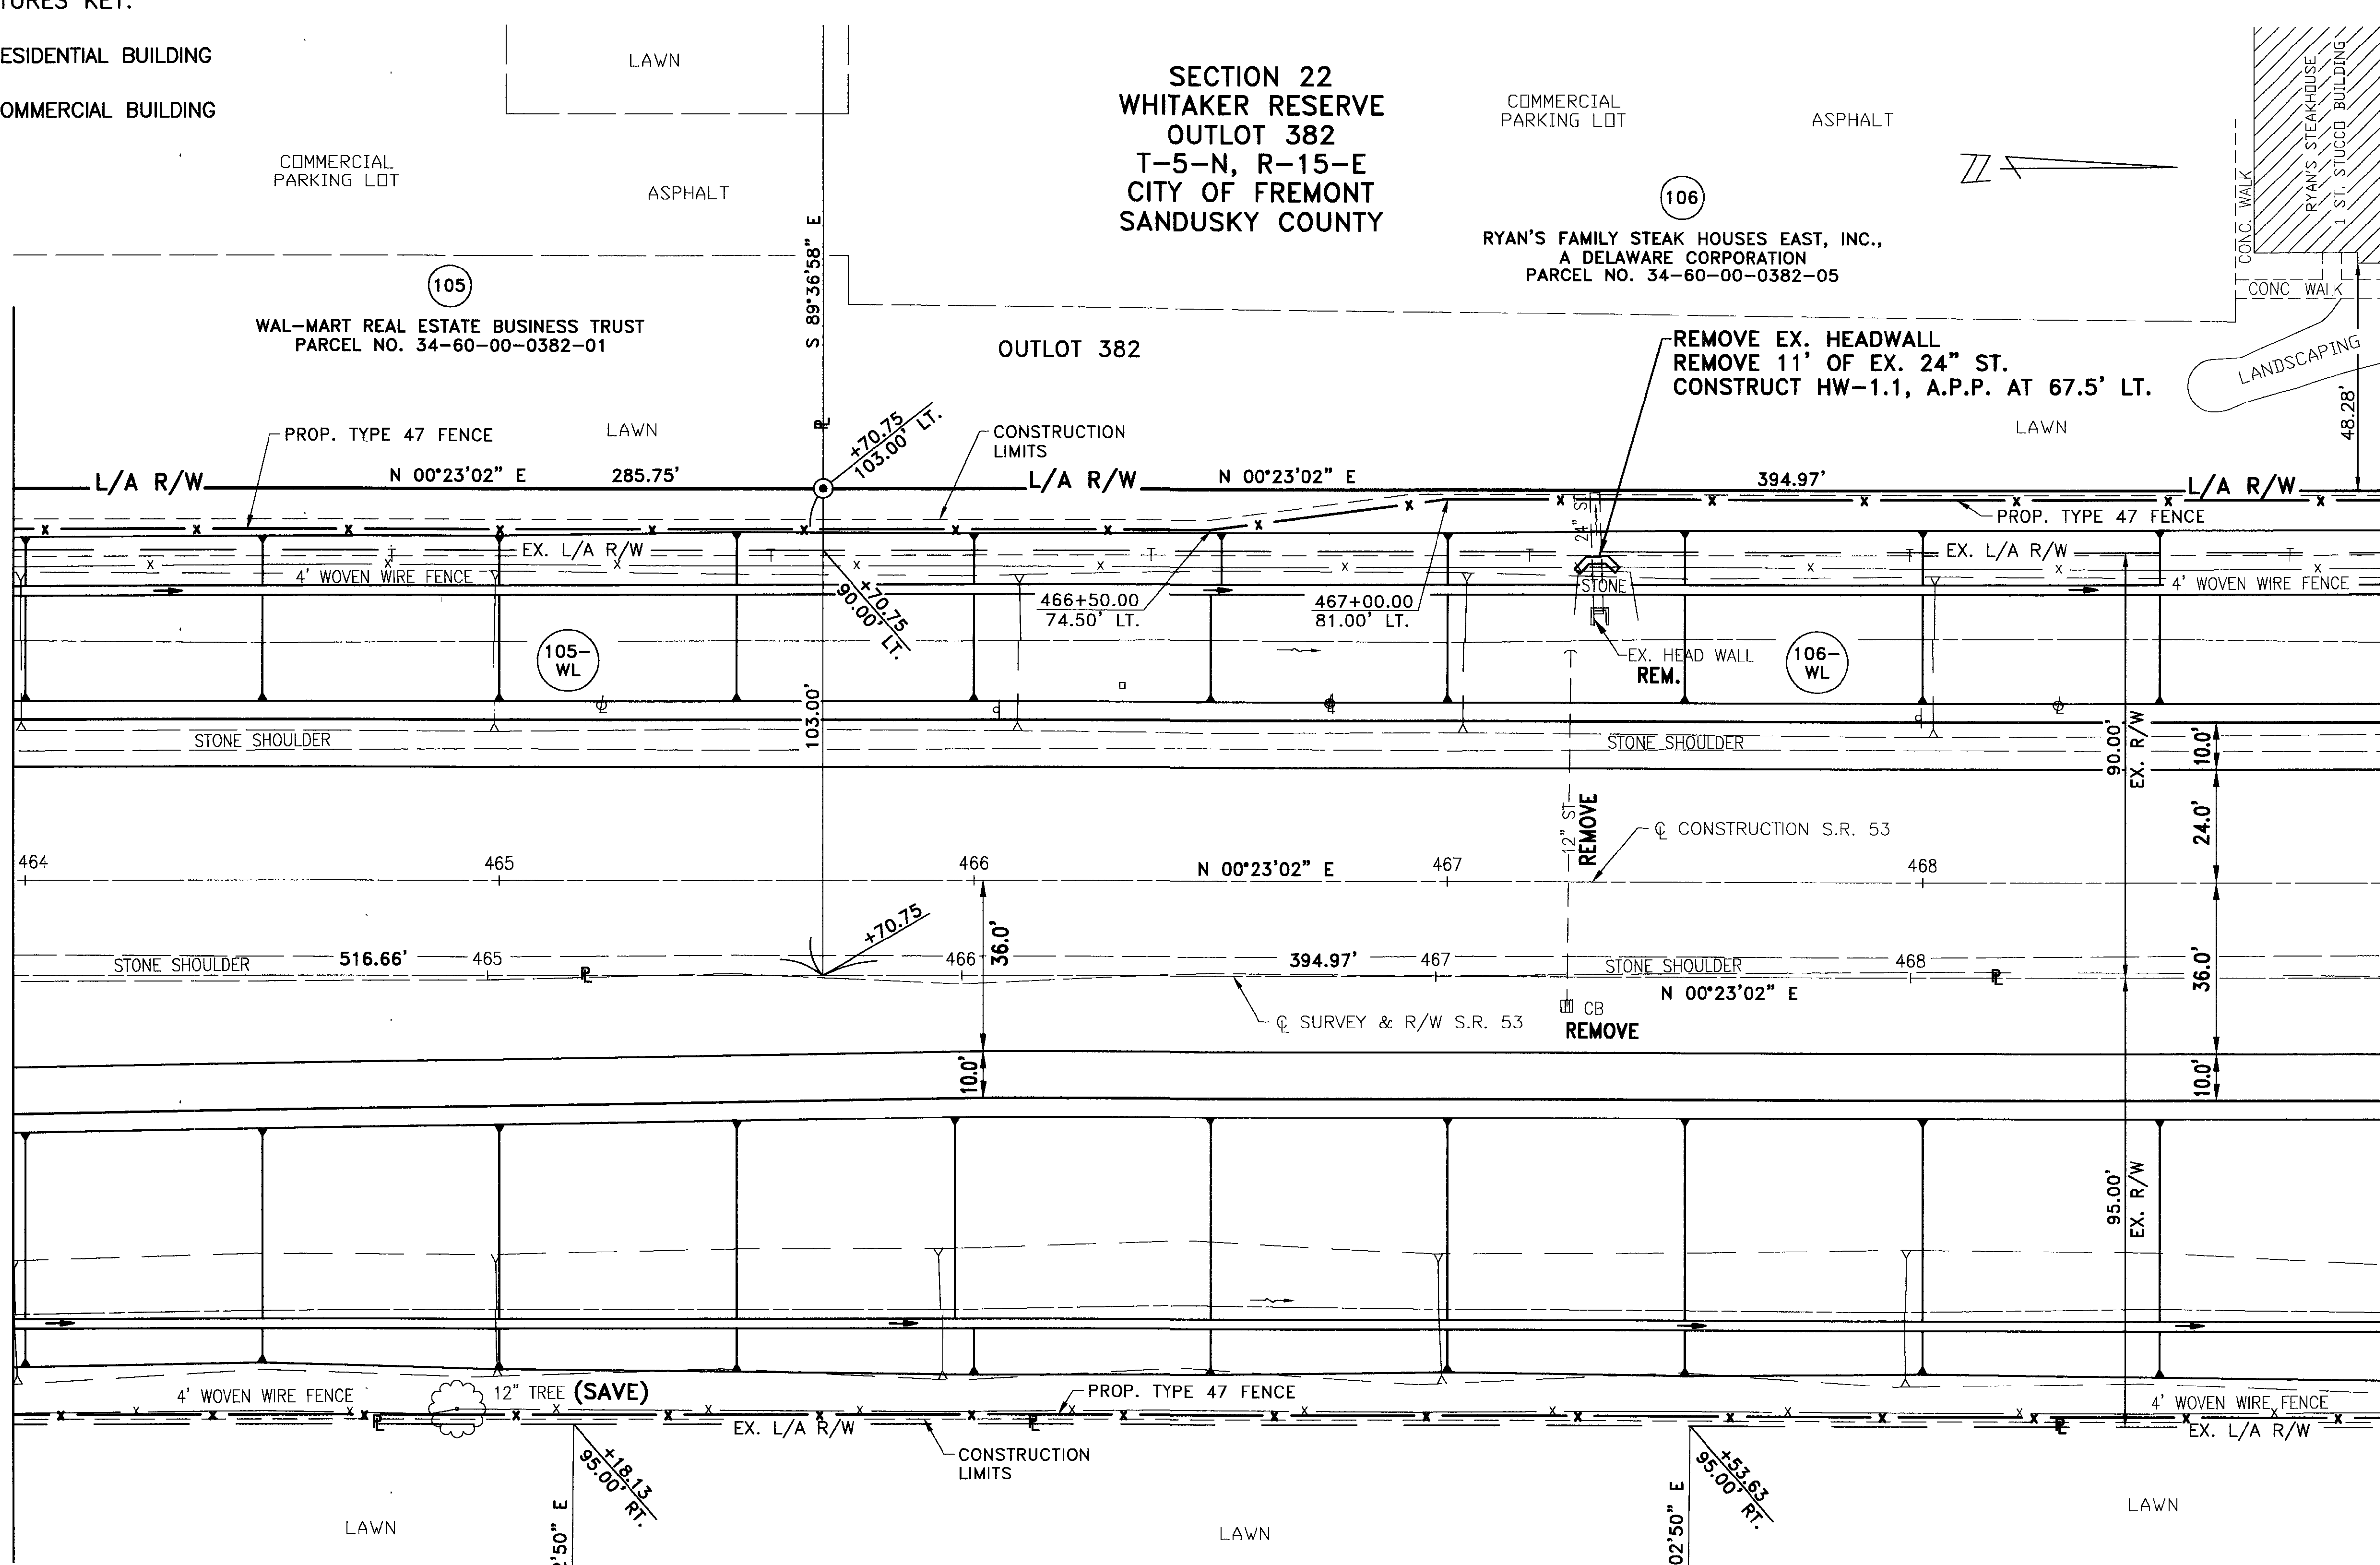 TURES KEY:
ESIDENTIAL BUILDING
OMMERCIAL BUILDING
LAWN
COMMERCIAL
PARKING LOT
ASPHALT
SECTION 22
WHITAKER RESERVE
OUTLOT 382
T-5-N, R-15-E
CITY OF FREMONT
SANDUSKY COUNTY
COMMERCIAL
PARKING LOT
ASPHALT
RYAN'S STEAKHOUSE
1 ST. STUCCO BUILDING
CONC. WALK
CONC WALK
LANDSCAPING
48.28'
105
WAL-MART REAL ESTATE BUSINESS TRUST
PARCEL NO. 34-60-00-0382-01
S 89°36'58" E
OUTLOT 382
106
RYAN'S FAMILY STEAK HOUSES EAST, INC.,
A DELAWARE CORPORATION
PARCEL NO. 34-60-00-0382-05
REMOVE EX. HEADWALL
REMOVE 11' OF EX. 24" ST.
CONSTRUCT HW-1.1, A.P.P. AT 67.5' LT.
PROP. TYPE 47 FENCE
LAWN
PL
+70.75
103.00' LT.
CONSTRUCTION
LIMITS
LAWN
L/A R/W
N 00°23'02" E
285.75'
L/A R/W
N 00°23'02" E
394.97'
L/A R/W
PROP. TYPE 47 FENCE
24" ST
EX. L/A R/W
4' WOVEN WIRE FENCE
+70.75
90.00' LT.
466+50.00
74.50' LT.
467+00.00
81.00' LT.
STONE
EX. L/A R/W
4' WOVEN WIRE FENCE
105-
WL
EX. HEAD WALL
REM.
106-
WL
103.00'
STONE SHOULDER
STONE SHOULDER
90.00'
EX. R/W
10.0'
12" ST
REMOVE
℄ CONSTRUCTION S.R. 53
24.0'
464
465
466
N 00°23'02" E
467
468
+70.75
36.0'
STONE SHOULDER
516.66'
465
PL
466
394.97'
467
STONE SHOULDER
468
PL
36.0'
N 00°23'02" E
℄ SURVEY & R/W S.R. 53
CB
REMOVE
10.0'
10.0'
95.00'
EX. R/W
4' WOVEN WIRE FENCE
12" TREE (SAVE)
PROP. TYPE 47 FENCE
4' WOVEN WIRE FENCE
PL
EX. L/A R/W
PL
PL
EX. L/A R/W
CONSTRUCTION
LIMITS
+18.13
95.00' RT.
+53.63
95.00' RT.
2'50" E
02'50" E
LAWN
LAWN
LAWN